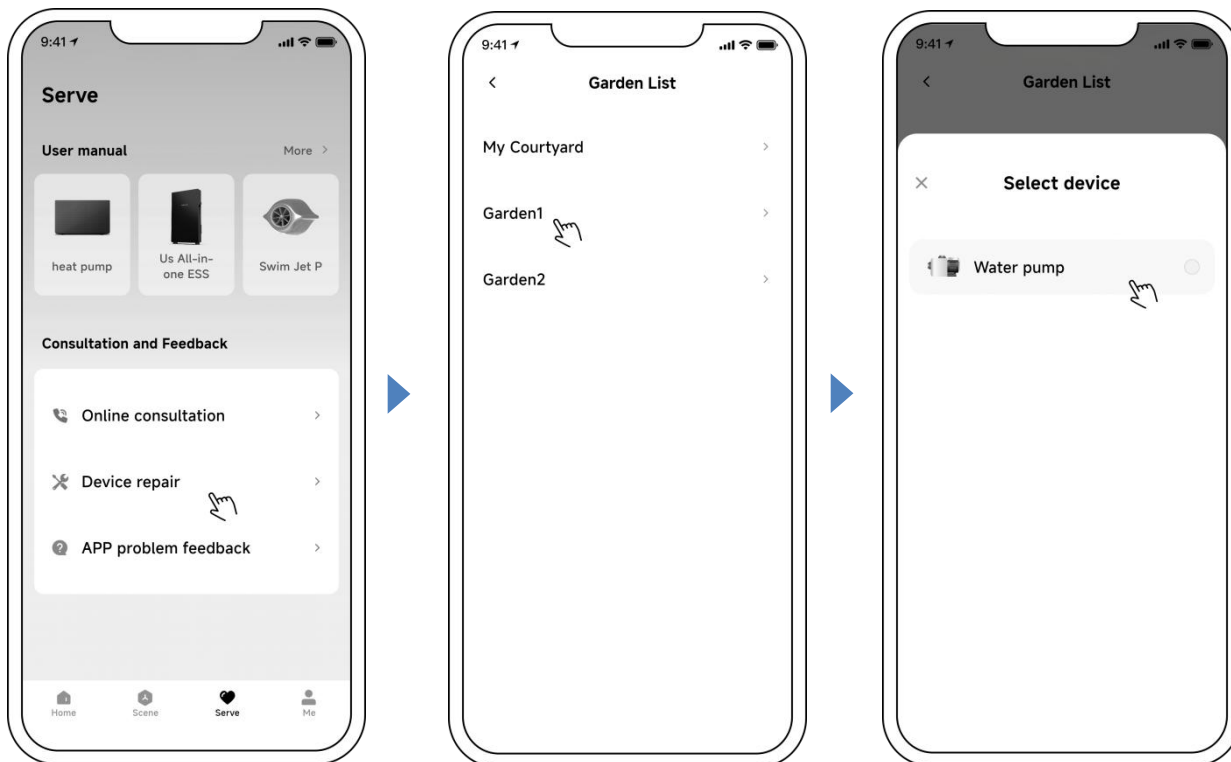 9:41
Serve
User manual
More
heat pump
Us All-in-
one ESS
Swim Jet P
Consultation and Feedback
Online consultation
Device repair
APP problem feedback
Home
Scene
Serve
Me
9:41
Garden List
My Courtyard
Garden1
Garden2
9:41
Garden List
Select device
Water pump